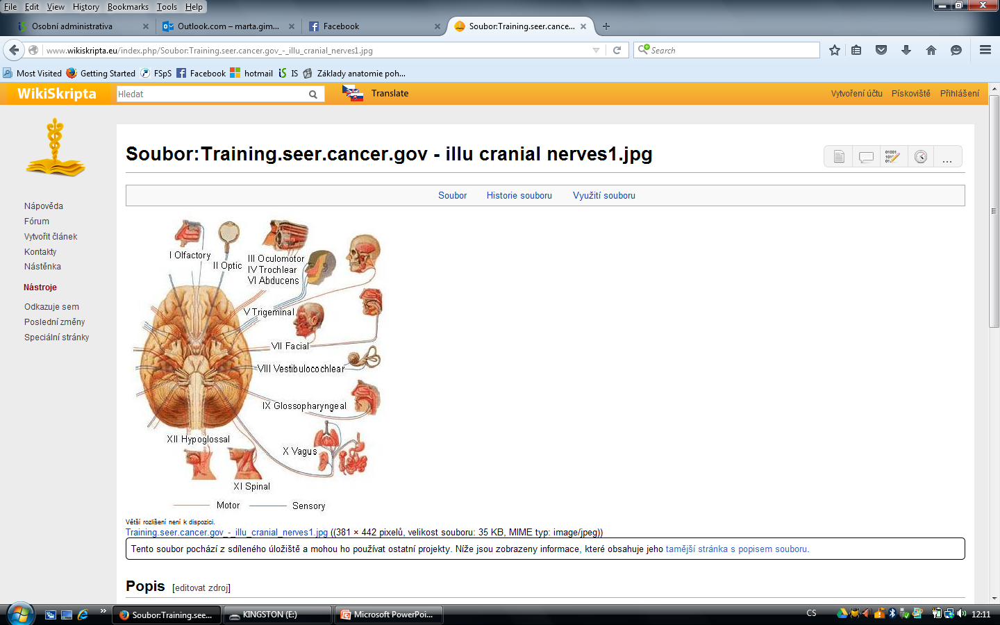 File Edit View History Bookmarks Tools Help
Osobní administrativa
Outlook.com – marta.gim...
Facebook
Soubor:Training.seer.cance...
www.wikiskripta.eu/index.php/Soubor:Training.seer.cancer.gov_-_illu_cranial_nerves1.jpg
Search
Most Visited Getting Started FSpS Facebook hotmail IS Základy anatomie poh...
WikiSkripta
Hledat
Translate
Vytvoření účtu Pískoviště Přihlášení
Soubor:Training.seer.cancer.gov - illu cranial nerves1.jpg
...
Soubor Historie souboru Využití souboru
Nápověda
Fórum
Vytvořit článek
Kontakty
Nástěnka
Nástroje
Odkazuje sem
Poslední změny
Speciální stránky
I Olfactory
II Optic
III Oculomotor
IV Trochlear
VI Abducens
V Trigeminal
VII Facial
VIII Vestibulocochlear
IX Glossopharyngeal
XII Hypoglossal
X Vagus
XI Spinal
Motor Sensory
Větší rozlišení není k dispozici.
Training.seer.cancer.gov_-_illu_cranial_nerves1.jpg ((381 × 442 pixelů, velikost souboru: 35 KB, MIME typ: image/jpeg))
Tento soubor pochází z sdíleného úložiště a mohou ho používat ostatní projekty. Níže jsou zobrazeny informace, které obsahuje jeho tamější stránka s popisem souboru.
Popis [editovat zdroj]
Soubor:Training.see...
KINGSTON (E:)
Microsoft PowerPoi...
CS
12:11